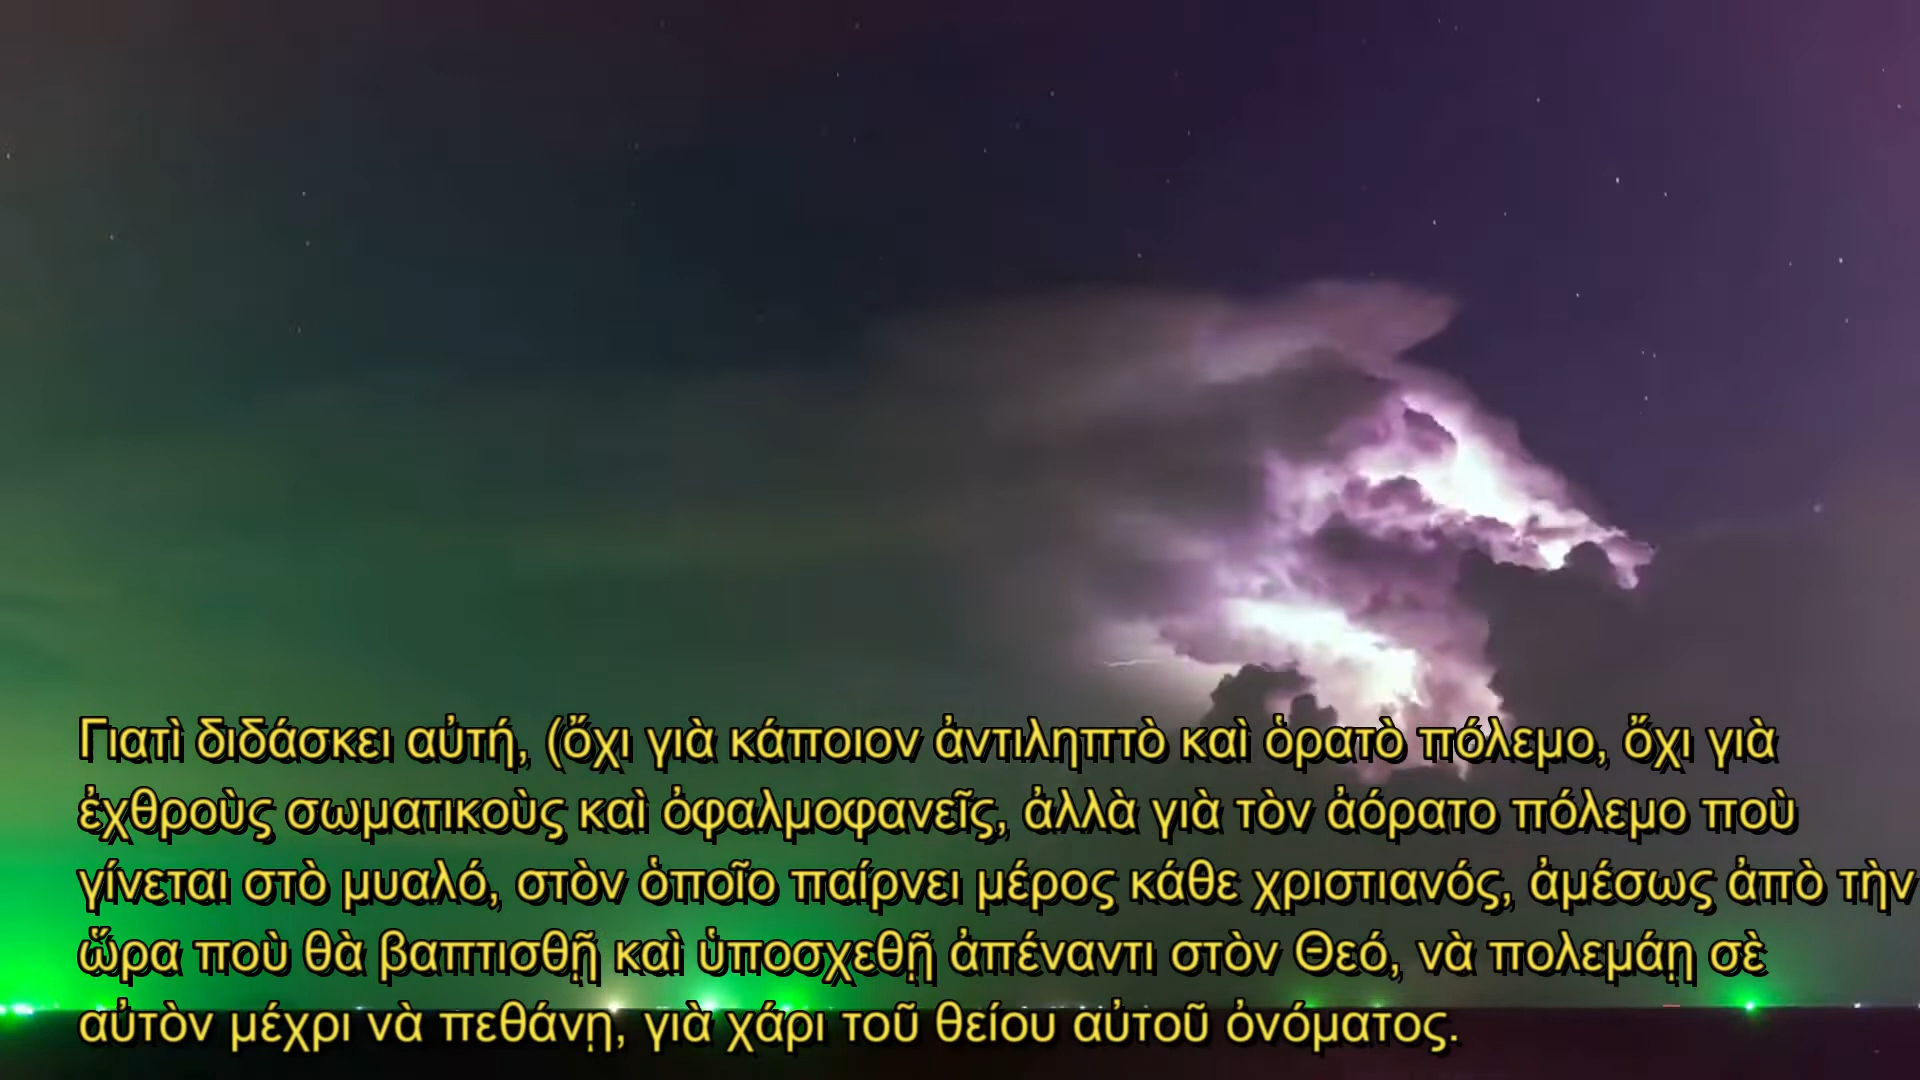 Γιατὶ διδάσκει αὐτή, (ὄχι γιὰ κάποιον ἀντιληπτὸ καὶ ὁρατὸ πόλεμο, ὄχι γιὰ
ἐχθροὺς σωματικοὺς καὶ ὀφαλμοφανεῖς, ἀλλὰ γιὰ τὸν ἀόρατο πόλεμο ποὺ
γίνεται στὸ μυαλό, στὸν ὁποῖο παίρνει μέρος κάθε χριστιανός, ἀμέσως ἀπὸ τὴν
ὥρα ποὺ θὰ βαπτισθῇ καὶ ὑποσχεθῇ ἀπέναντι στὸν Θεό, νὰ πολεμάῃ σὲ
αὐτὸν μέχρι νὰ πεθάνῃ, γιὰ χάρι τοῦ θείου αὐτοῦ ὀνόματος.